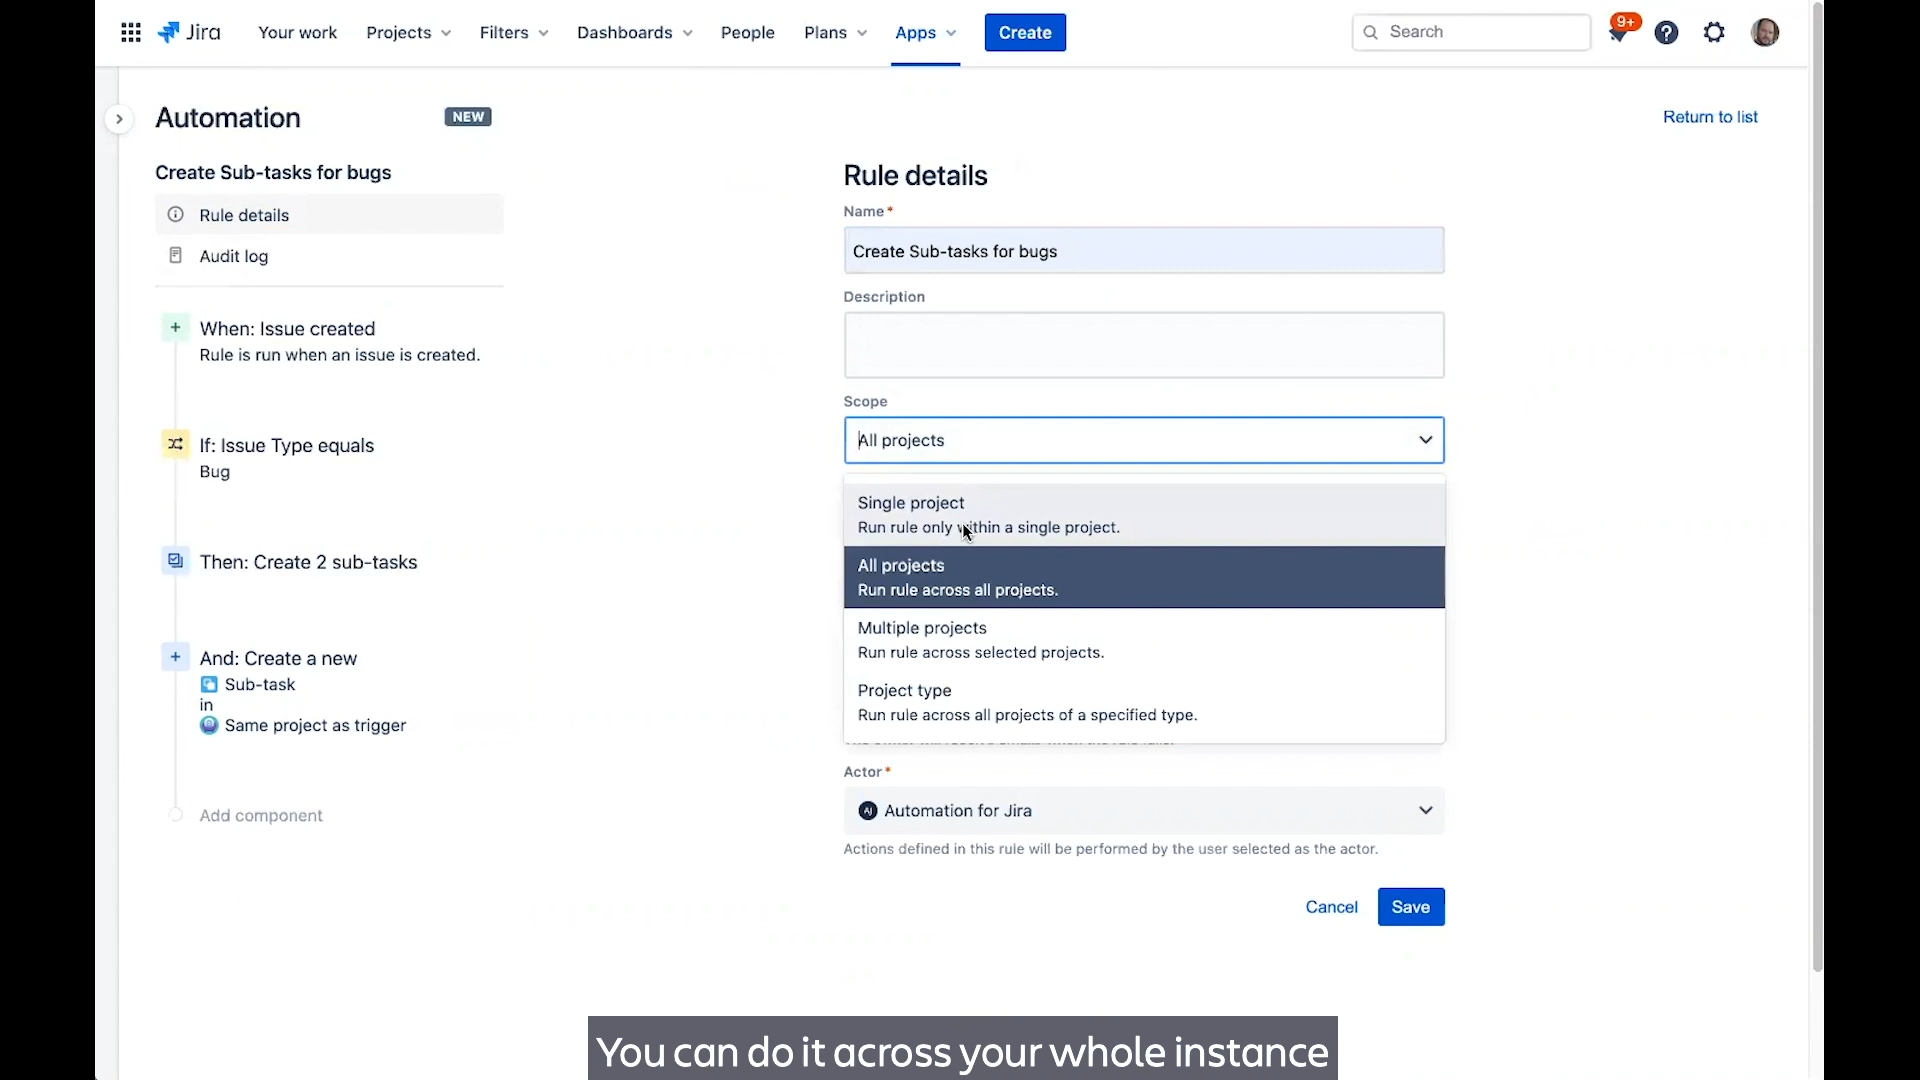 Jira
Your work
Projects
Filters
Dashboards
People
Plans
Apps
Create
Search
9+
Automation
NEW
Return to list
Create Sub-tasks for bugs
Rule details
Audit log
When: Issue created
Rule is run when an issue is created.
If: Issue Type equals
Bug
Then: Create 2 sub-tasks
And: Create a new
Sub-task
in
Same project as trigger
Add component
Rule details
Name*
Create Sub-tasks for bugs
Description
Scope
All projects
Single project
Run rule only within a single project.
All projects
Run rule across all projects.
Multiple projects
Run rule across selected projects.
Project type
Run rule across all projects of a specified type.
Actor*
AJ Automation for Jira
Actions defined in this rule will be performed by the user selected as the actor.
Cancel
Save
You can do it across your whole instance